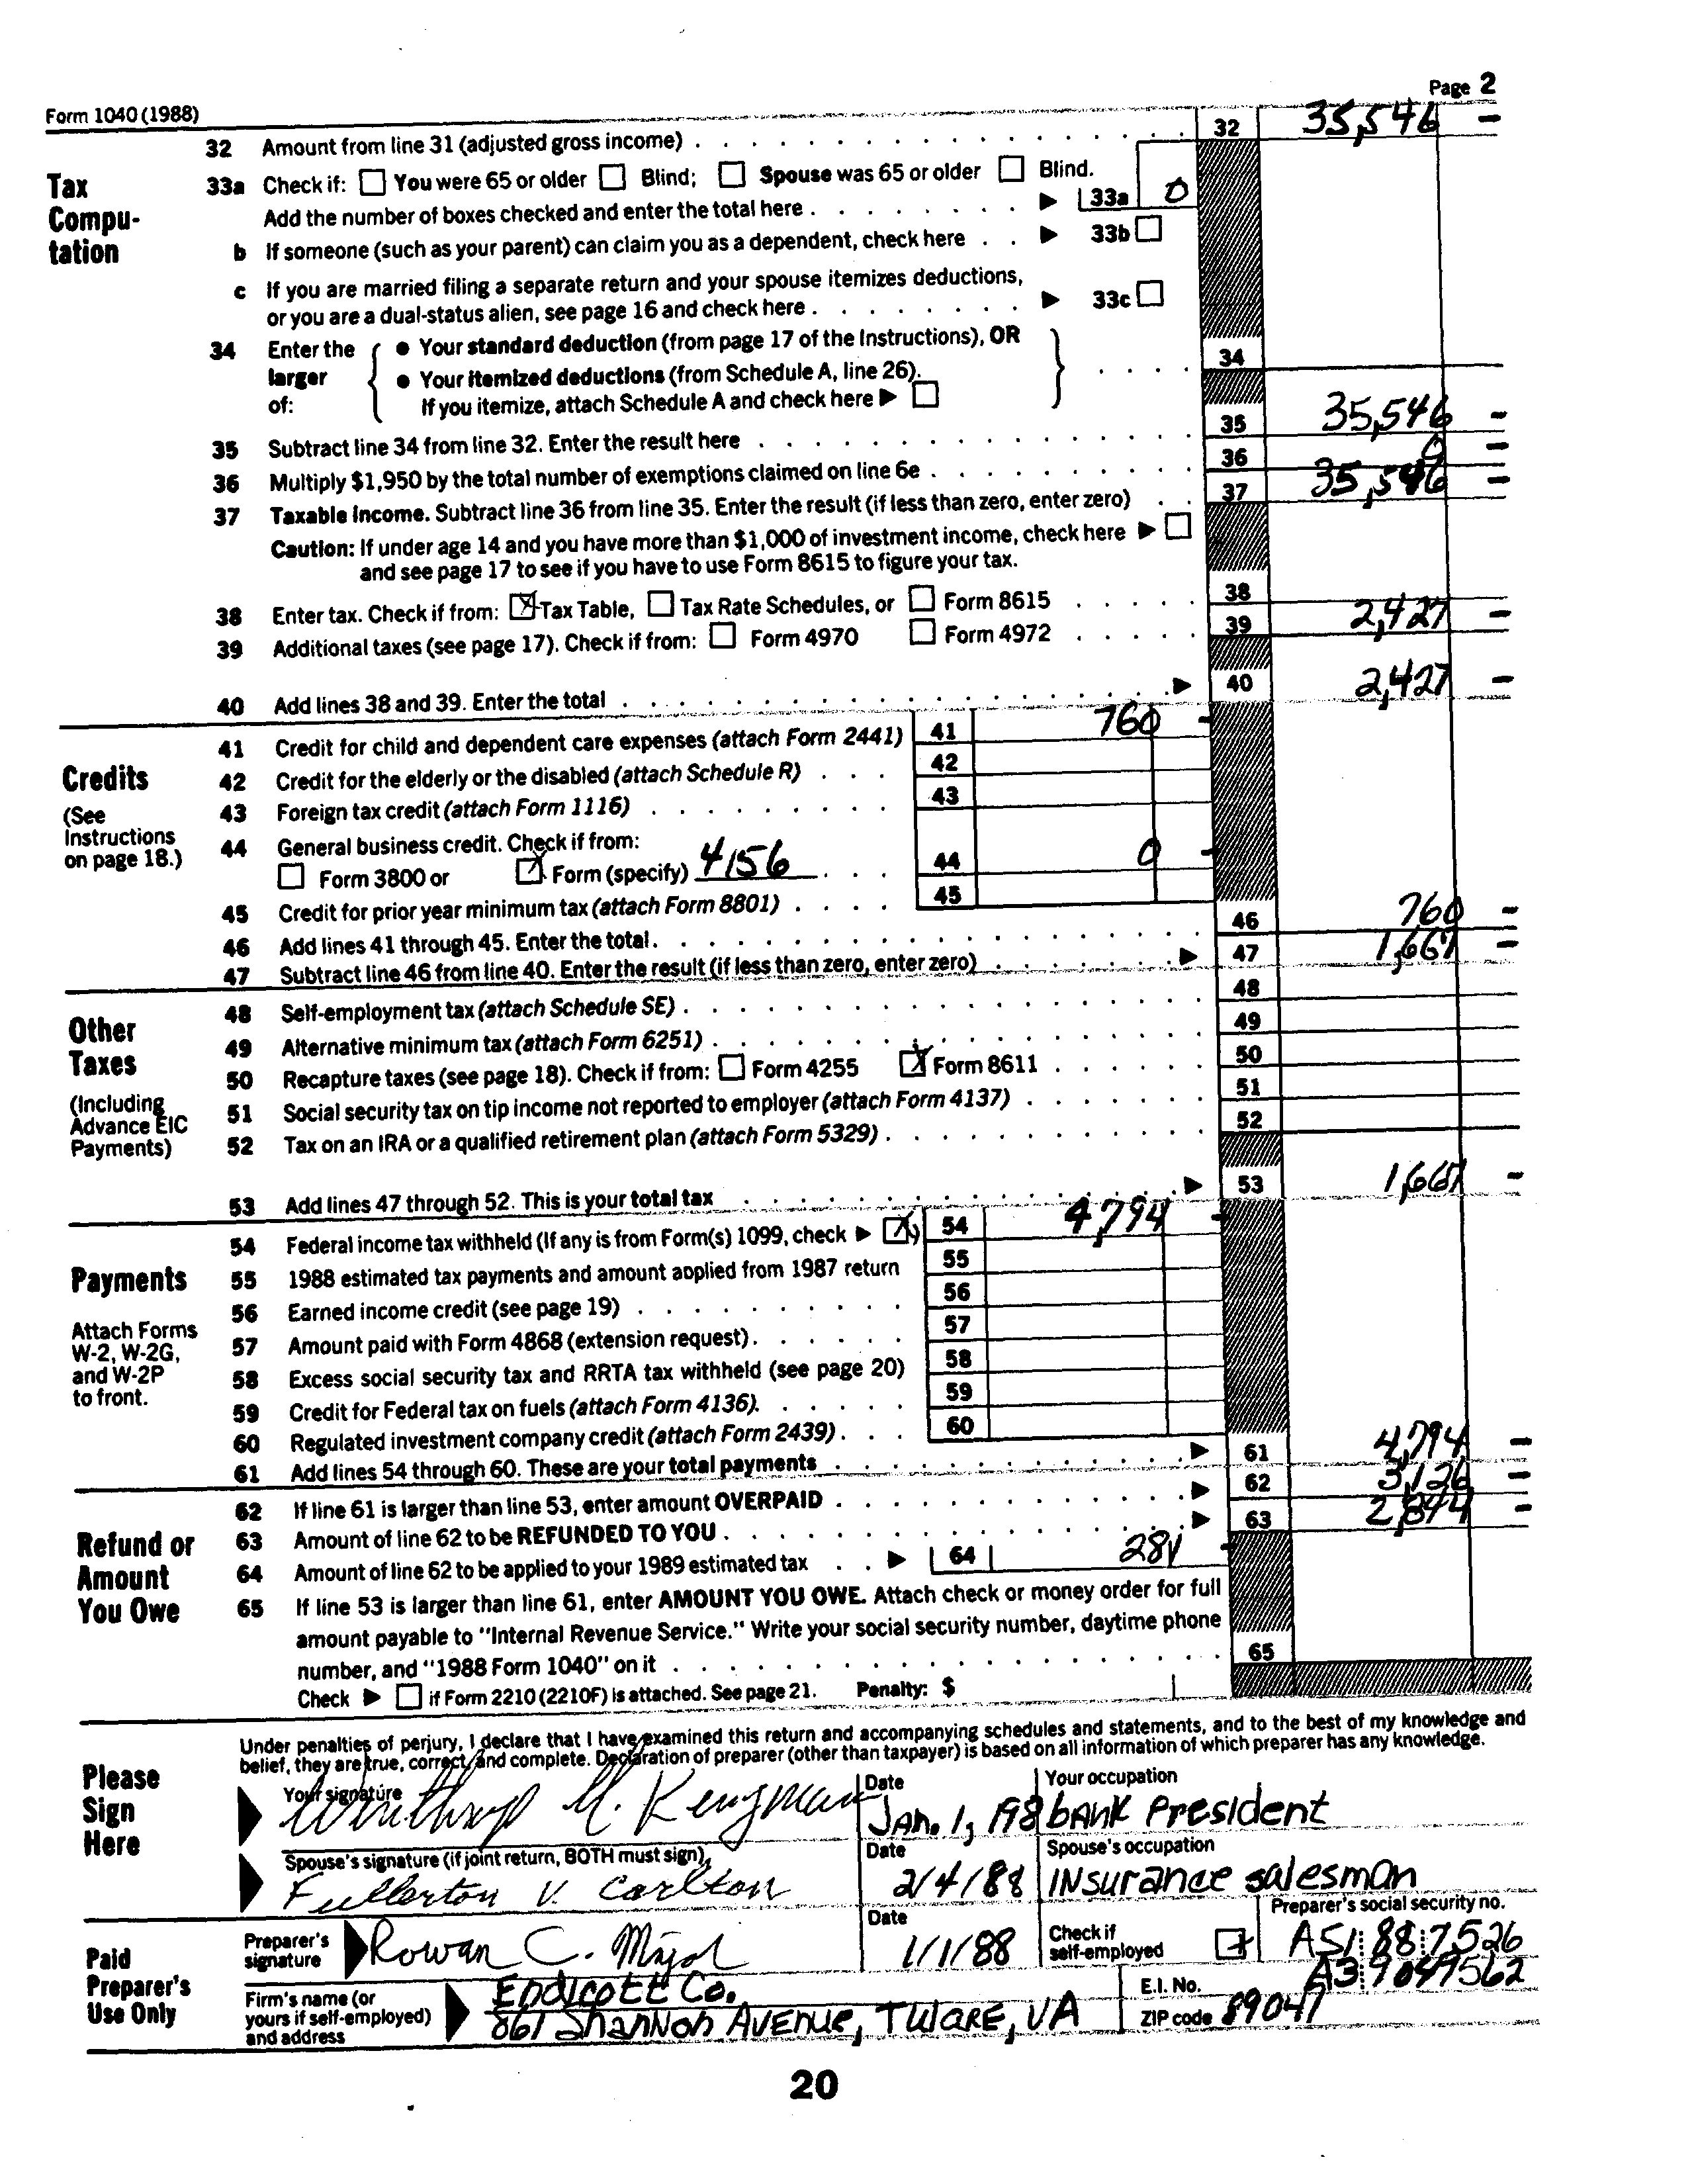 Form 1040 (1988) Page 2
32 Amount from line 31 (adjusted gross income) 32 35,546 -
Tax Compu- tation
33a Check if: You were 65 or older Blind; Spouse was 65 or older Blind.
Add the number of boxes checked and enter the total here 33a 0
b If someone (such as your parent) can claim you as a dependent, check here 33b
c If you are married filing a separate return and your spouse itemizes deductions,
or you are a dual-status alien, see page 16 and check here 33c
34 Enter the larger of: { • Your standard deduction (from page 17 of the Instructions), OR
• Your itemized deductions (from Schedule A, line 26).
If you itemize, attach Schedule A and check here } 34
35 Subtract line 34 from line 32. Enter the result here 35 35,546 -
36 Multiply $1,950 by the total number of exemptions claimed on line 6e 36 0 -
37 Taxable income. Subtract line 36 from line 35. Enter the result (if less than zero, enter zero) 37 35,546 -
Caution: If under age 14 and you have more than $1,000 of investment income, check here
and see page 17 to see if you have to use Form 8615 to figure your tax.
38 Enter tax. Check if from: X Tax Table, Tax Rate Schedules, or Form 8615 38 2,427 -
39 Additional taxes (see page 17). Check if from: Form 4970 Form 4972 39
40 Add lines 38 and 39. Enter the total 40 2,427 -
Credits
(See Instructions on page 18.)
41 Credit for child and dependent care expenses (attach Form 2441) 41 760 -
42 Credit for the elderly or the disabled (attach Schedule R) 42
43 Foreign tax credit (attach Form 1116) 43
44 General business credit. Check if from:
Form 3800 or X Form (specify) 4156 44 0 -
45 Credit for prior year minimum tax (attach Form 8801) 45
46 Add lines 41 through 45. Enter the total 46 760 -
47 Subtract line 46 from line 40. Enter the result (if less than zero, enter zero) 47 1,667 -
Other Taxes
(Including Advance EIC Payments)
48 Self-employment tax (attach Schedule SE) 48
49 Alternative minimum tax (attach Form 6251) 49
50 Recapture taxes (see page 18). Check if from: Form 4255 X Form 8611 50
51 Social security tax on tip income not reported to employer (attach Form 4137) 51
52 Tax on an IRA or a qualified retirement plan (attach Form 5329) 52
53 Add lines 47 through 52. This is your total tax 53 1,667 -
Payments
Attach Forms W-2, W-2G, and W-2P to front.
54 Federal income tax withheld (If any is from Form(s) 1099, check X) 54 4,794 -
55 1988 estimated tax payments and amount applied from 1987 return 55
56 Earned income credit (see page 19) 56
57 Amount paid with Form 4868 (extension request) 57
58 Excess social security tax and RRTA tax withheld (see page 20) 58
59 Credit for Federal tax on fuels (attach Form 4136) 59
60 Regulated investment company credit (attach Form 2439) 60
61 Add lines 54 through 60. These are your total payments 61 4,794 -
Refund or Amount You Owe
62 If line 61 is larger than line 53, enter amount OVERPAID 62 3,126 -
63 Amount of line 62 to be REFUNDED TO YOU 63 2,844 -
64 Amount of line 62 to be applied to your 1989 estimated tax 64 281 -
65 If line 53 is larger than line 61, enter AMOUNT YOU OWE. Attach check or money order for full
amount payable to "Internal Revenue Service." Write your social security number, daytime phone
number, and "1988 Form 1040" on it 65
Check if Form 2210 (2210F) is attached. See page 21. Penalty: $
Please Sign Here
Under penalties of perjury, I declare that I have examined this return and accompanying schedules and statements, and to the best of my knowledge and
belief, they are true, correct, and complete. Declaration of preparer (other than taxpayer) is based on all information of which preparer has any knowledge.
Your signature Date Your occupation
Winthrop M. Kengman JAN. 1, 198 bANK President
Spouse's signature (if joint return, BOTH must sign) Date Spouse's occupation
Fullerton V. Carlton 2/4/88 INsurance salesman
Paid Preparer's Use Only
Preparer's signature Date Check if self-employed Preparer's social security no.
Rowan C. 1/1/88 X ASI 88 7526
Firm's name (or yours if self-employed) and address
Endicott Co. E.I. No. A3 9049562
861 Shannon Avenue, TWARE, VA ZIP code 89047
20